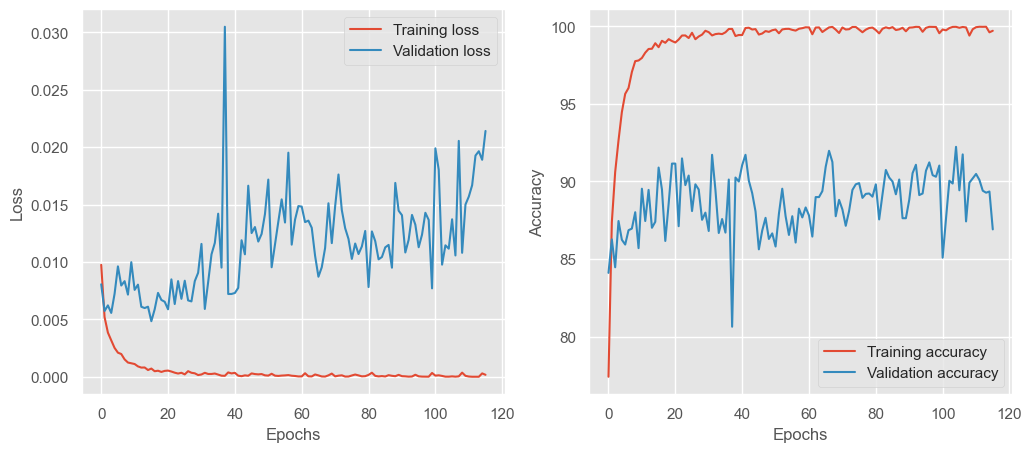 0.030
0.025
0.020
0.015
0.010
0.005
0.000
Loss
0 20 40 60 80 100 120
Epochs
Training loss
Validation loss
100
95
90
85
80
Accuracy
0 20 40 60 80 100 120
Epochs
Training accuracy
Validation accuracy